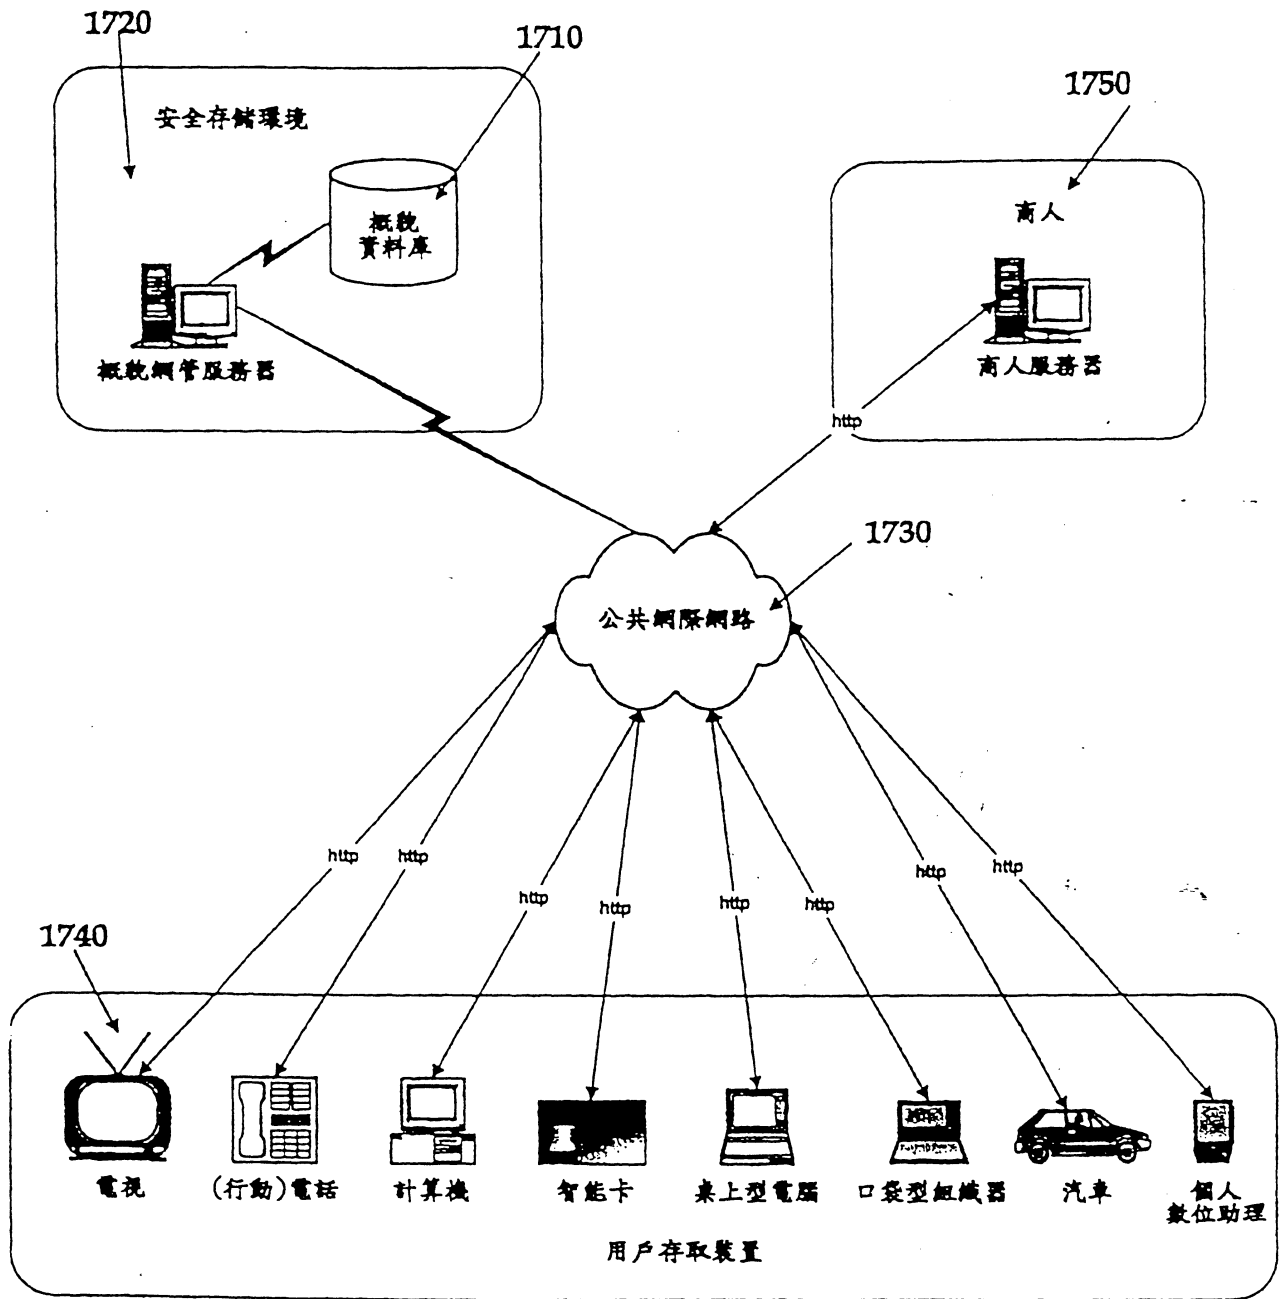 1720
1710
1750
安全存儲環境
概貌
資料庫
概貌網管服務器
商人
商人服務器
http
1730
公共網際網路
http
http
http
http
http
http
http
http
1740
電視
(行動)電話
計算機
智能卡
桌上型電腦
口袋型組織器
汽車
個人
數位助理
用戶存取裝置